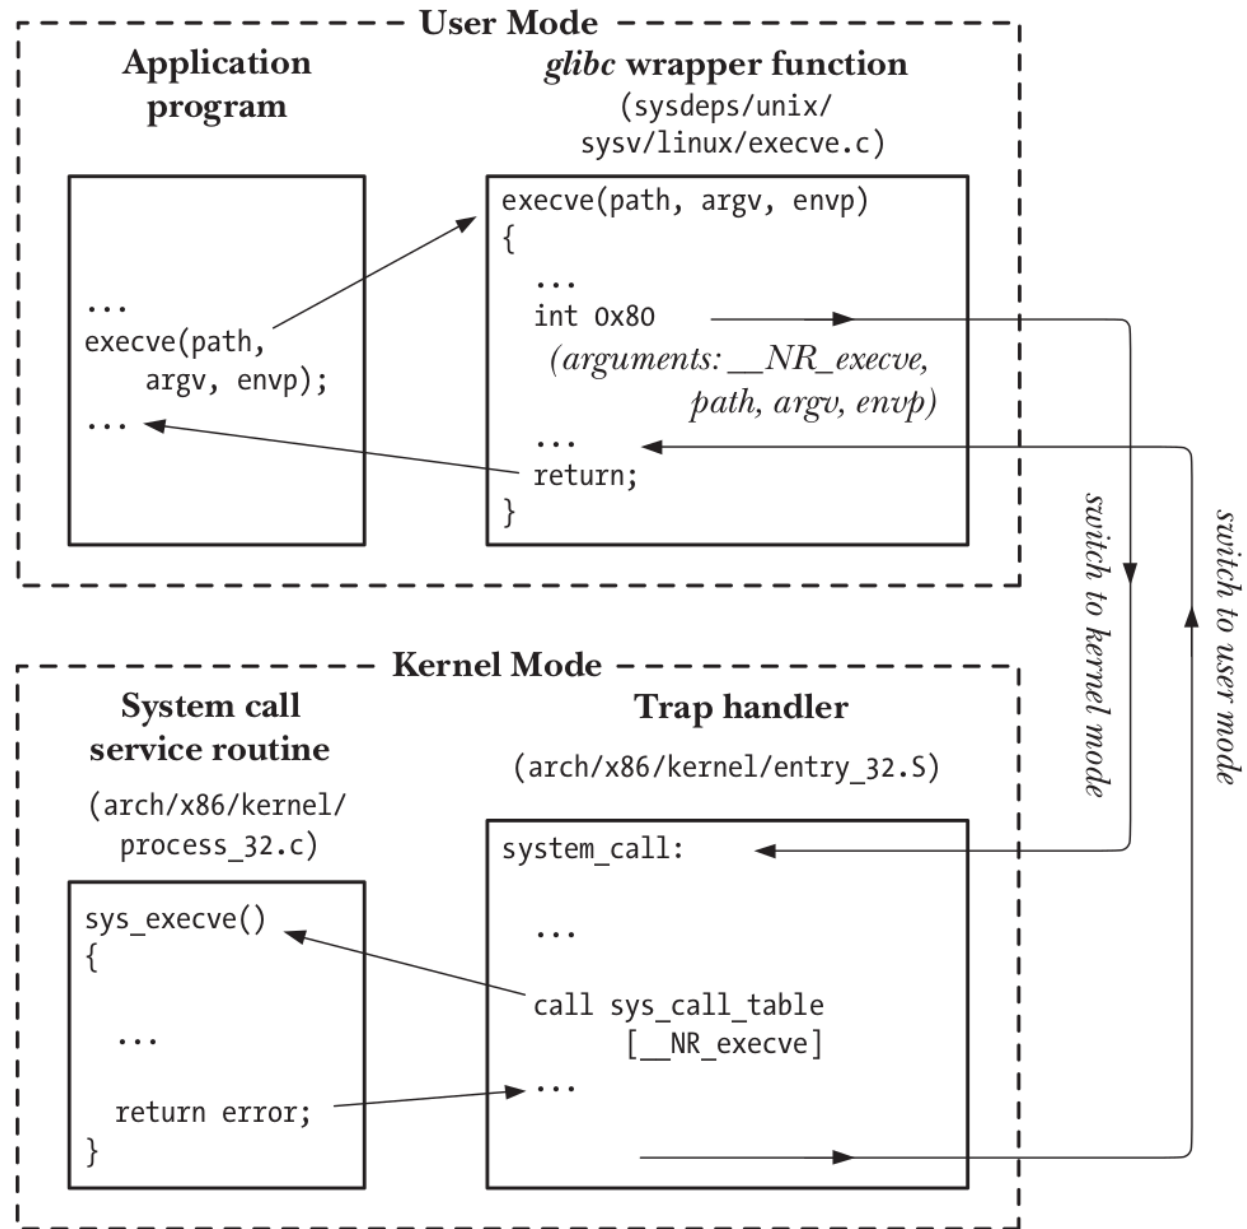 User Mode
Application
program
glibc wrapper function
(sysdeps/unix/
sysv/linux/execve.c)
...
execve(path,
argv, envp);
...
execve(path, argv, envp)
{
...
int 0x80
(arguments: __NR_execve,
path, argv, envp)
...
return;
}
switch to kernel mode
switch to user mode
Kernel Mode
System call
service routine
(arch/x86/kernel/
process_32.c)
Trap handler
(arch/x86/kernel/entry_32.S)
sys_execve()
{
...
return error;
}
system_call:
...
call sys_call_table
[__NR_execve]
...